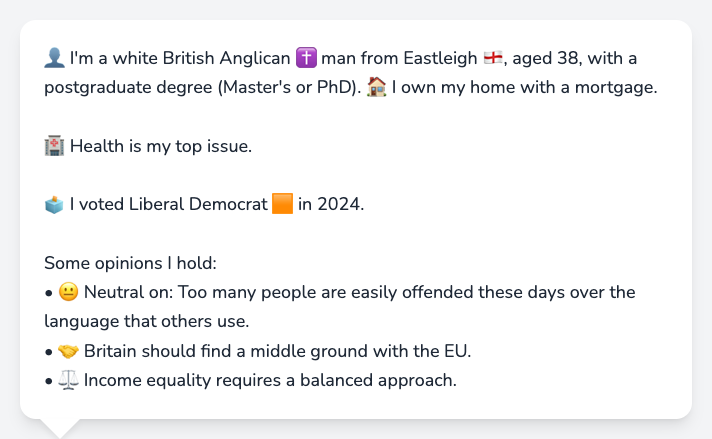 👤 I'm a white British Anglican ✝️ man from Eastleigh 🏴󠁧󠁢󠁥󠁮󠁧󠁿, aged 38, with a
postgraduate degree (Master's or PhD). 🏠 I own my home with a mortgage.
🏥 Health is my top issue.
🗳️ I voted Liberal Democrat 🟧 in 2024.
Some opinions I hold:
• 😐 Neutral on: Too many people are easily offended these days over the
language that others use.
• 🤝 Britain should find a middle ground with the EU.
• ⚖️ Income equality requires a balanced approach.